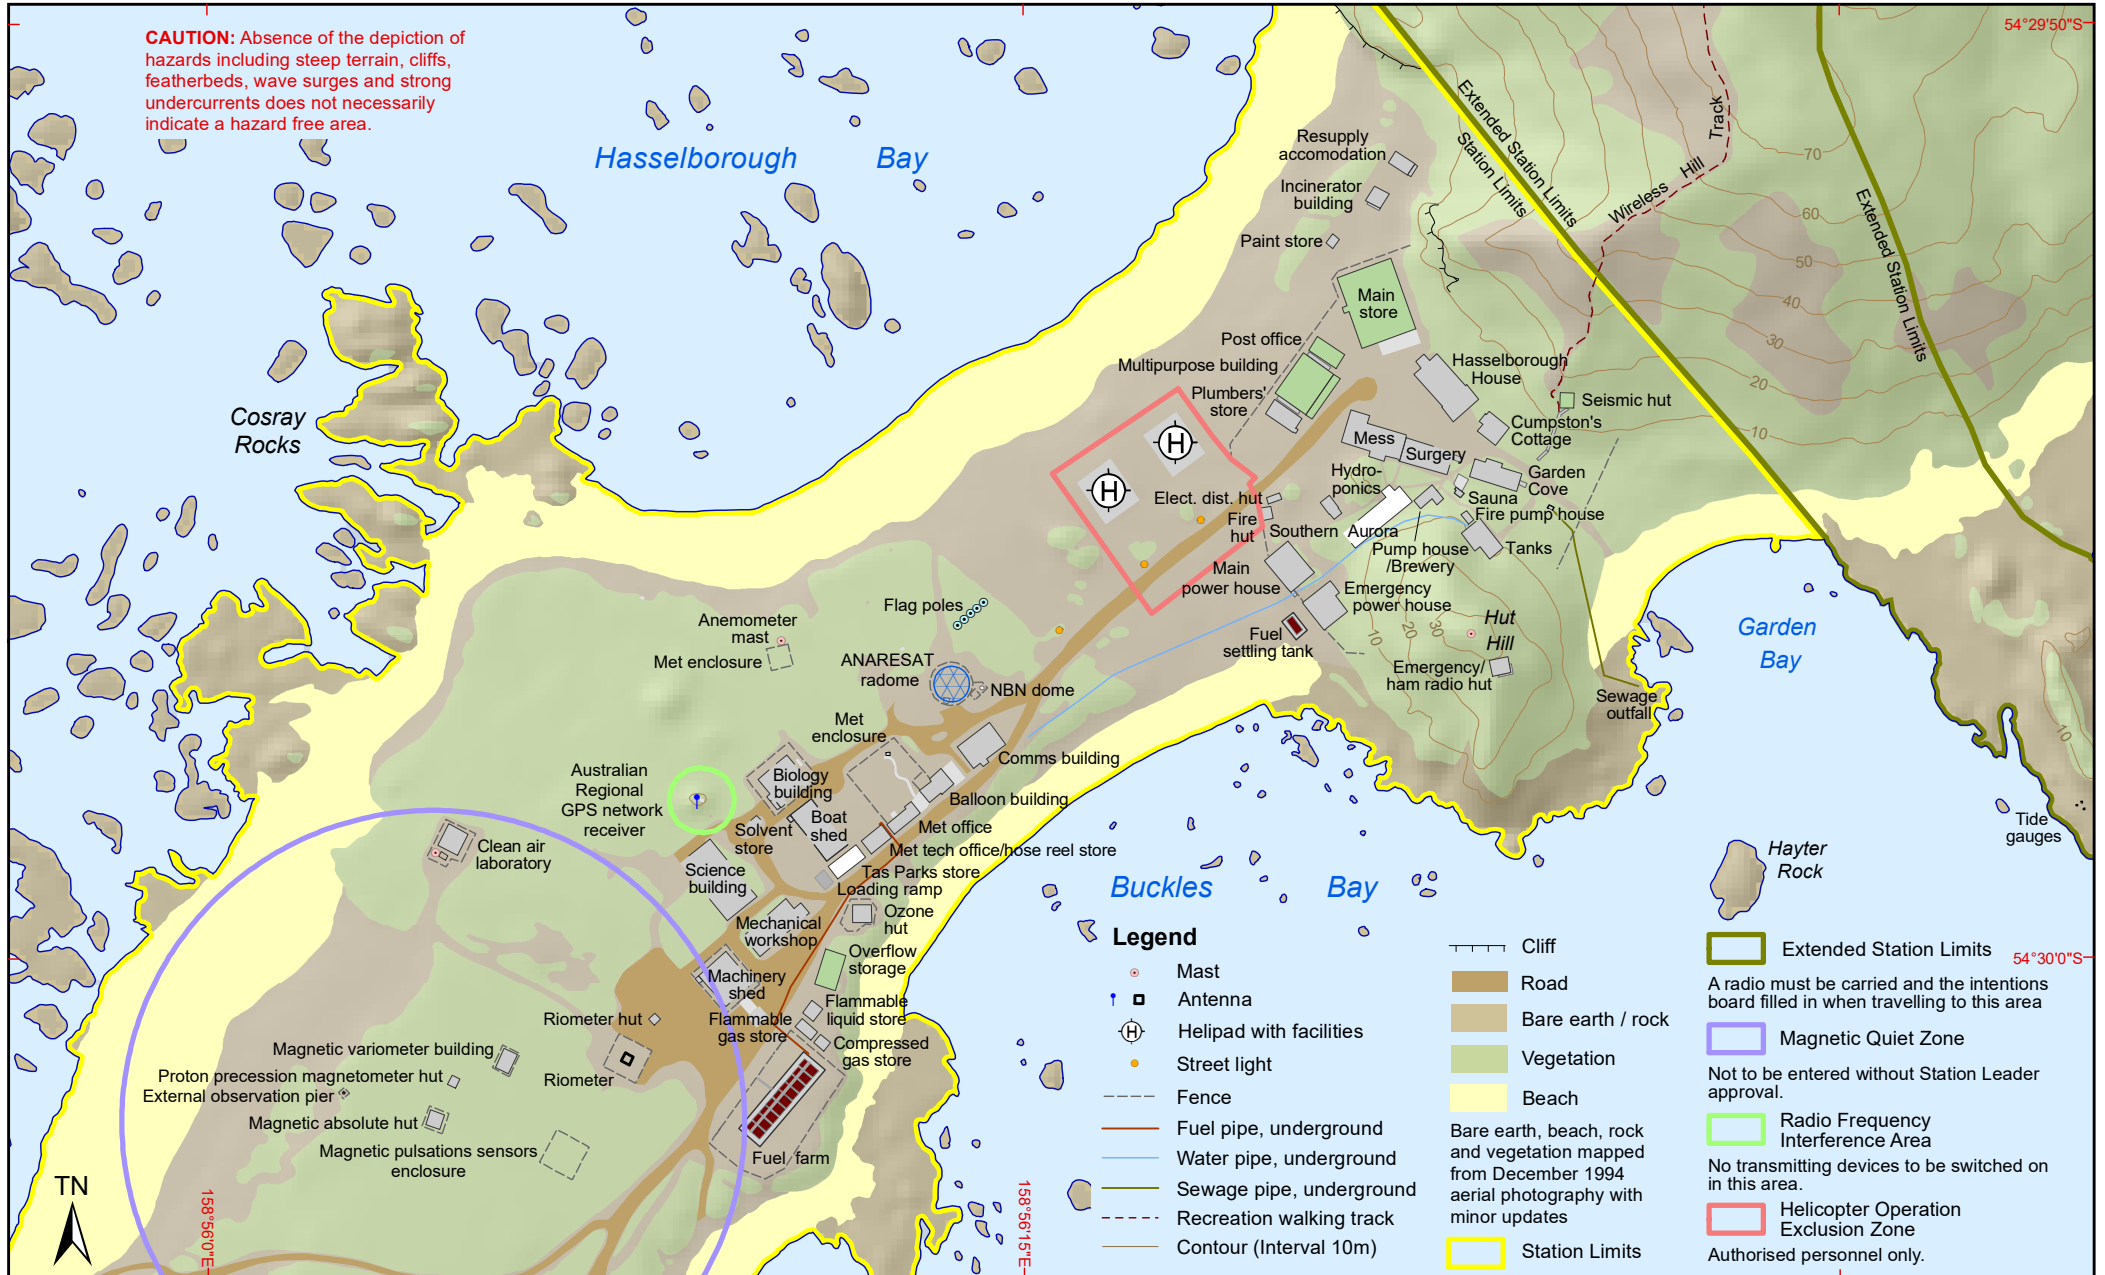 CAUTION: Absence of the depiction of
hazards including steep terrain, cliffs,
featherbeds, wave surges and strong
undercurrents does not necessarily
indicate a hazard free area.
54°29'50"S
Hasselborough Bay
Extended Station Limits
Station Limits
Track
Wireless Hill
Extended Station Limits
70
60
50
40
30
20
10
Resupply
accomodation
Incinerator
building
Paint store
Main
store
Post office
Multipurpose building
Plumbers'
store
Hasselborough
House
Seismic hut
Cumpston's
Cottage
Mess
Surgery
Hydro-
ponics
Garden
Cove
Sauna
Fire pump house
Tanks
H
H
Elect. dist. hut
Fire
hut
Southern Aurora
Pump house
/Brewery
Main
power house
Emergency
power house
Fuel
settling tank
10
20
30
Hut
Hill
Emergency/
ham radio hut
Sewage
outfall
Garden
Bay
10
Tide
gauges
Hayter
Rock
Cosray
Rocks
Flag poles
Anemometer
mast
Met enclosure
ANARESAT
radome
NBN dome
Met
enclosure
Comms building
Balloon building
Met office
Met tech office/hose reel store
Tas Parks store
Loading ramp
Australian
Regional
GPS network
receiver
Biology
building
Boat
shed
Solvent
store
Science
building
Clean air
laboratory
Mechanical
workshop
Ozone
hut
Overflow
storage
Machinery
shed
Flammable
liquid store
Flammable
gas store
Compressed
gas store
Riometer hut
Riometer
Magnetic variometer building
Proton precession magnetometer hut
External observation pier
Magnetic absolute hut
Magnetic pulsations sensors
enclosure
Fuel farm
Buckles Bay
TN
158°56'0"E
158°56'15"E
54°30'0"S
Legend
Mast
Antenna
H
Helipad with facilities
Street light
Fence
Fuel pipe, underground
Water pipe, underground
Sewage pipe, underground
Recreation walking track
Contour (Interval 10m)
Cliff
Road
Bare earth / rock
Vegetation
Beach
Bare earth, beach, rock
and vegetation mapped
from December 1994
aerial photography with
minor updates
Station Limits
Extended Station Limits
A radio must be carried and the intentions
board filled in when travelling to this area
Magnetic Quiet Zone
Not to be entered without Station Leader
approval.
Radio Frequency
Interference Area
No transmitting devices to be switched on
in this area.
Helicopter Operation
Exclusion Zone
Authorised personnel only.